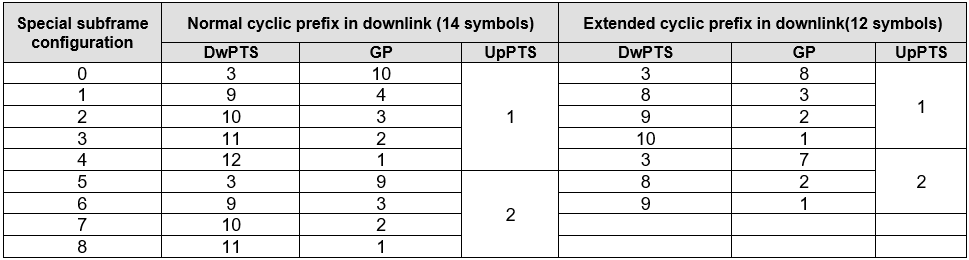 Special subframe configuration Normal cyclic prefix in downlink (14 symbols) Extended cyclic prefix in downlink(12 symbols)
DwPTS GP UpPTS DwPTS GP UpPTS
0 3 10 1 3 8 1
1 9 4 8 3
2 10 3 9 2
3 11 2 10 1
4 12 1 3 7 2
5 3 9 2 8 2
6 9 3 9 1
7 10 2
8 11 1